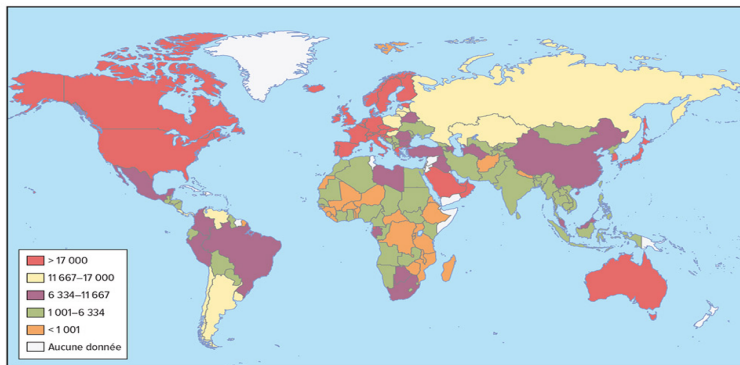 > 17 000
11 667–17 000
6 334–11 667
1 001–6 334
< 1 001
Aucune donnée